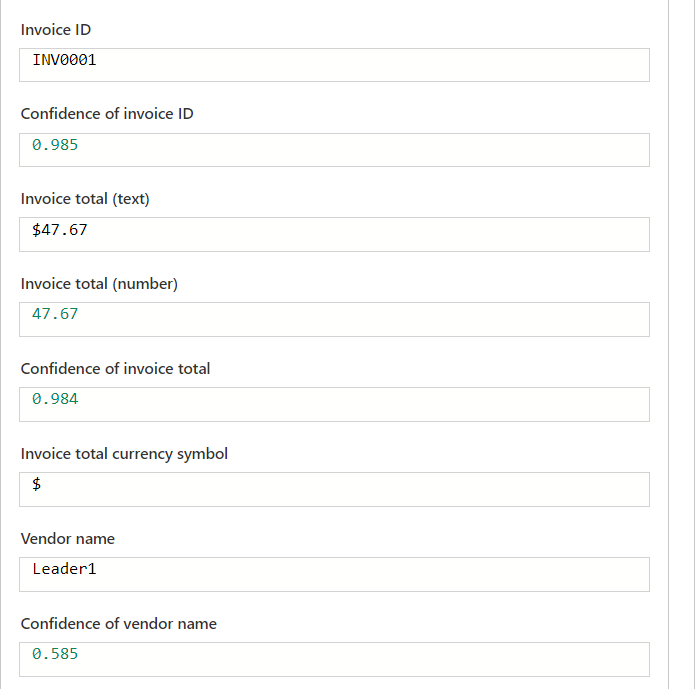 Invoice ID
INV0001
Confidence of invoice ID
0.985
Invoice total (text)
$47.67
Invoice total (number)
47.67
Confidence of invoice total
0.984
Invoice total currency symbol
$
Vendor name
Leader1
Confidence of vendor name
0.585